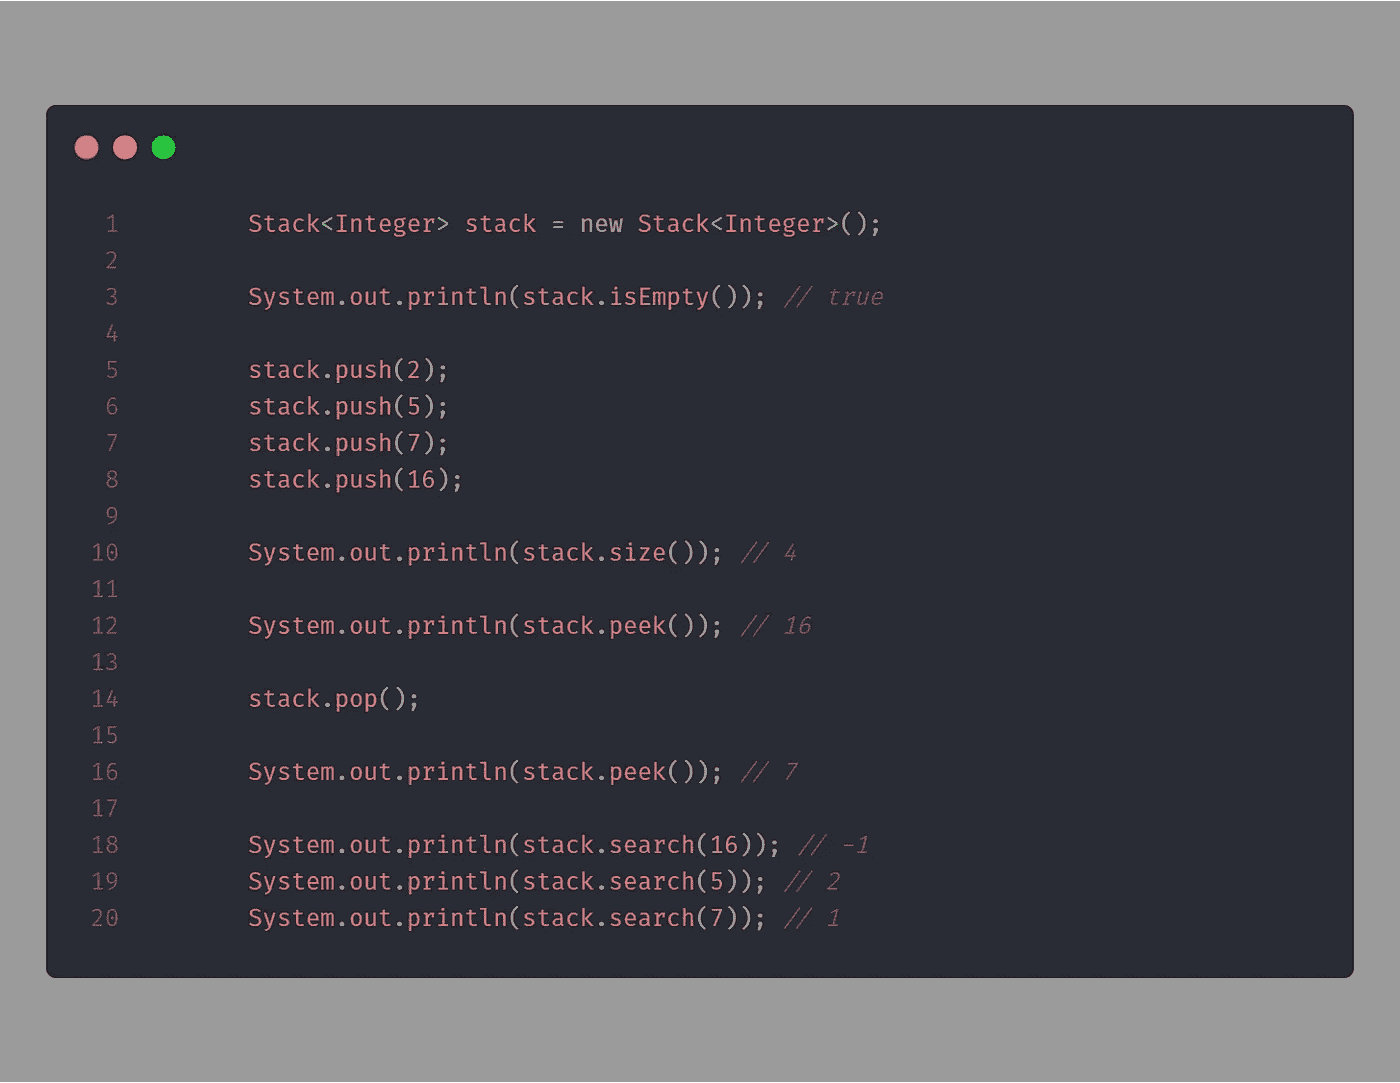 1 Stack<Integer> stack = new Stack<Integer>();
2
3 System.out.println(stack.isEmpty()); // true
4
5 stack.push(2);
6 stack.push(5);
7 stack.push(7);
8 stack.push(16);
9
10 System.out.println(stack.size()); // 4
11
12 System.out.println(stack.peek()); // 16
13
14 stack.pop();
15
16 System.out.println(stack.peek()); // 7
17
18 System.out.println(stack.search(16)); // -1
19 System.out.println(stack.search(5)); // 2
20 System.out.println(stack.search(7)); // 1